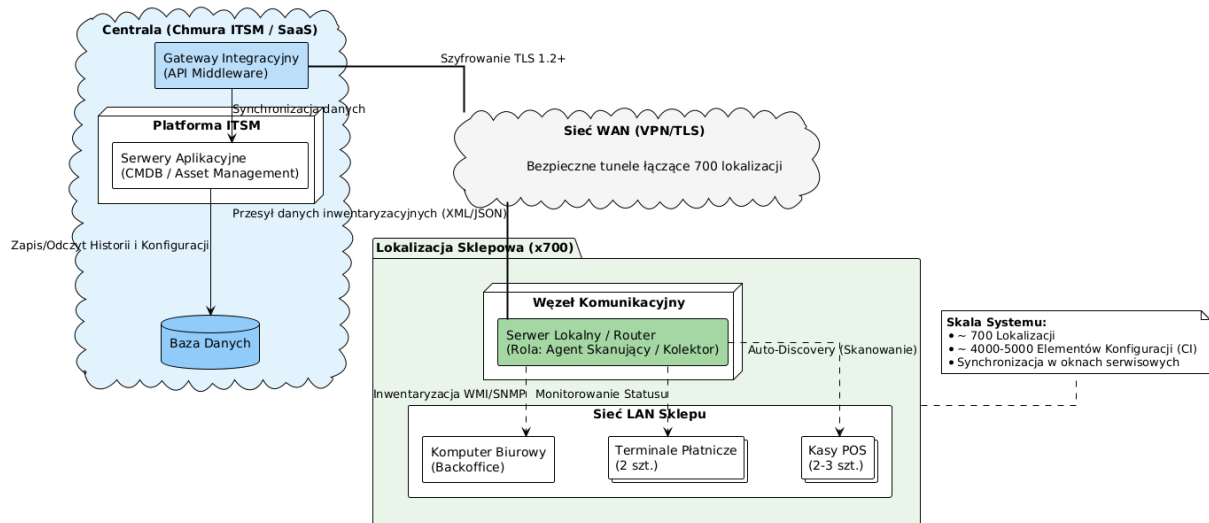 Centrala (Chmura ITSM / SaaS)
Gateway Integracyjny
(API Middleware)
Szyfrowanie TLS 1.2+
Synchronizacja danych
Platforma ITSM
Serwery Aplikacyjne
(CMDB / Asset Management)
Sieć WAN (VPN/TLS)
Bezpieczne tunele łączące 700 lokalizacji
Przesył danych inwentaryzacyjnych (XML/JSON)
Zapis/Odczyt Historii i Konfiguracji
Baza Danych
Lokalizacja Sklepowa (x700)
Węzeł Komunikacyjny
Serwer Lokalny / Router
(Rola: Agent Skanujący / Kolektor)
Auto-Discovery (Skanowanie)
Inwentaryzacja WMI/SNMP
Monitorowanie Statusu
Sieć LAN Sklepu
Komputer Biurowy
(Backoffice)
Terminale Płatnicze
(2 szt.)
Kasy POS
(2-3 szt.)
Skala Systemu:
• ~ 700 Lokalizacji
• ~ 4000-5000 Elementów Konfiguracji (CI)
• Synchronizacja w oknach serwisowych